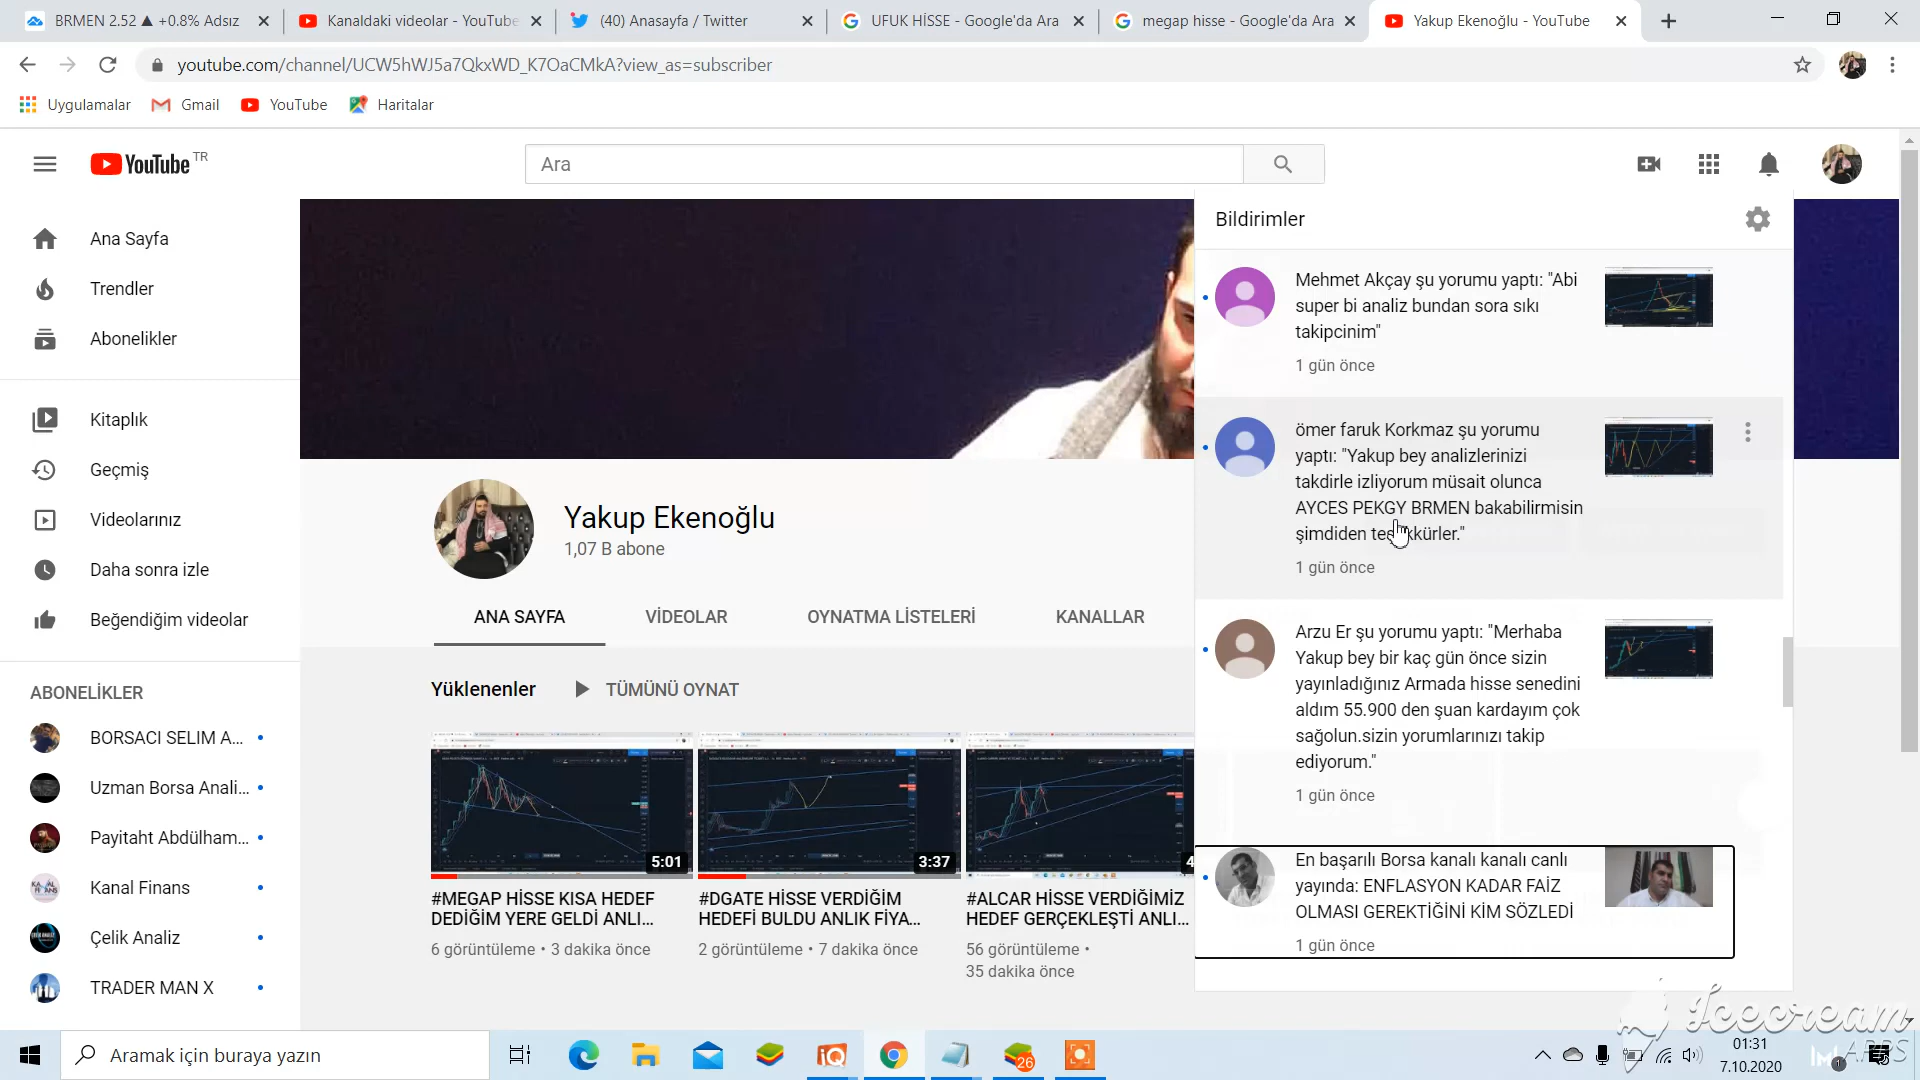 BRMEN 2.52 ▲ +0.8% Adsız
Kanaldaki videolar - YouTube
(40) Anasayfa / Twitter
UFUK HİSSE - Google'da Ara
megap hisse - Google'da Ara
Yakup Ekenoğlu - YouTube
youtube.com/channel/UCW5hWJ5a7QkxWD_K7OaCMkA?view_as=subscriber
Uygulamalar
Gmail
YouTube
Haritalar
YouTube TR
Ara
Ana Sayfa
Trendler
Abonelikler
Kitaplık
Geçmiş
Videolarınız
Daha sonra izle
Beğendiğim videolar
ABONELİKLER
BORSACI SELIM A...
Uzman Borsa Anali...
Payitaht Abdülham...
Kanal Finans
Çelik Analiz
TRADER MAN X
Yakup Ekenoğlu
1,07 B abone
ANA SAYFA
VİDEOLAR
OYNATMA LİSTELERİ
KANALLAR
Yüklenenler
TÜMÜNÜ OYNAT
5:01
#MEGAP HİSSE KISA HEDEF
DEDİĞİM YERE GELDİ ANLI...
6 görüntüleme • 3 dakika önce
3:37
#DGATE HİSSE VERDİĞİM
HEDEFİ BULDU ANLIK FİYA...
2 görüntüleme • 7 dakika önce
4
#ALCAR HİSSE VERDİĞİMİZ
HEDEF GERÇEKLEŞTİ ANLI...
56 görüntüleme •
35 dakika önce
Bildirimler
Mehmet Akçay şu yorumu yaptı: "Abi
super bi analiz bundan sora sıkı
takipcinim"
1 gün önce
ömer faruk Korkmaz şu yorumu
yaptı: "Yakup bey analizlerinizi
takdirle izliyorum müsait olunca
AYCES PEKGY BRMEN bakabilirmisin
şimdiden teşekkürler."
1 gün önce
Arzu Er şu yorumu yaptı: "Merhaba
Yakup bey bir kaç gün önce sizin
yayınladığınız Armada hisse senedini
aldım 55.900 den şuan kardayım çok
sağolun.sizin yorumlarınızı takip
ediyorum."
1 gün önce
En başarılı Borsa kanalı kanalı canlı
yayında: ENFLASYON KADAR FAİZ
OLMASI GEREKTİĞİNİ KİM SÖZLEDİ
1 gün önce
Icecream
APPS
Aramak için buraya yazın
iQ
26
01:31
7.10.2020
1